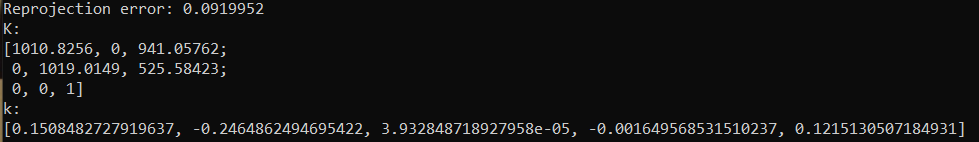 Reprojection error: 0.0919952
K:
[1010.8256, 0, 941.05762;
 0, 1019.0149, 525.58423;
 0, 0, 1]
k:
[0.1508482727919637, -0.2464862494695422, 3.932848718927958e-05, -0.001649568531510237, 0.1215130507184931]